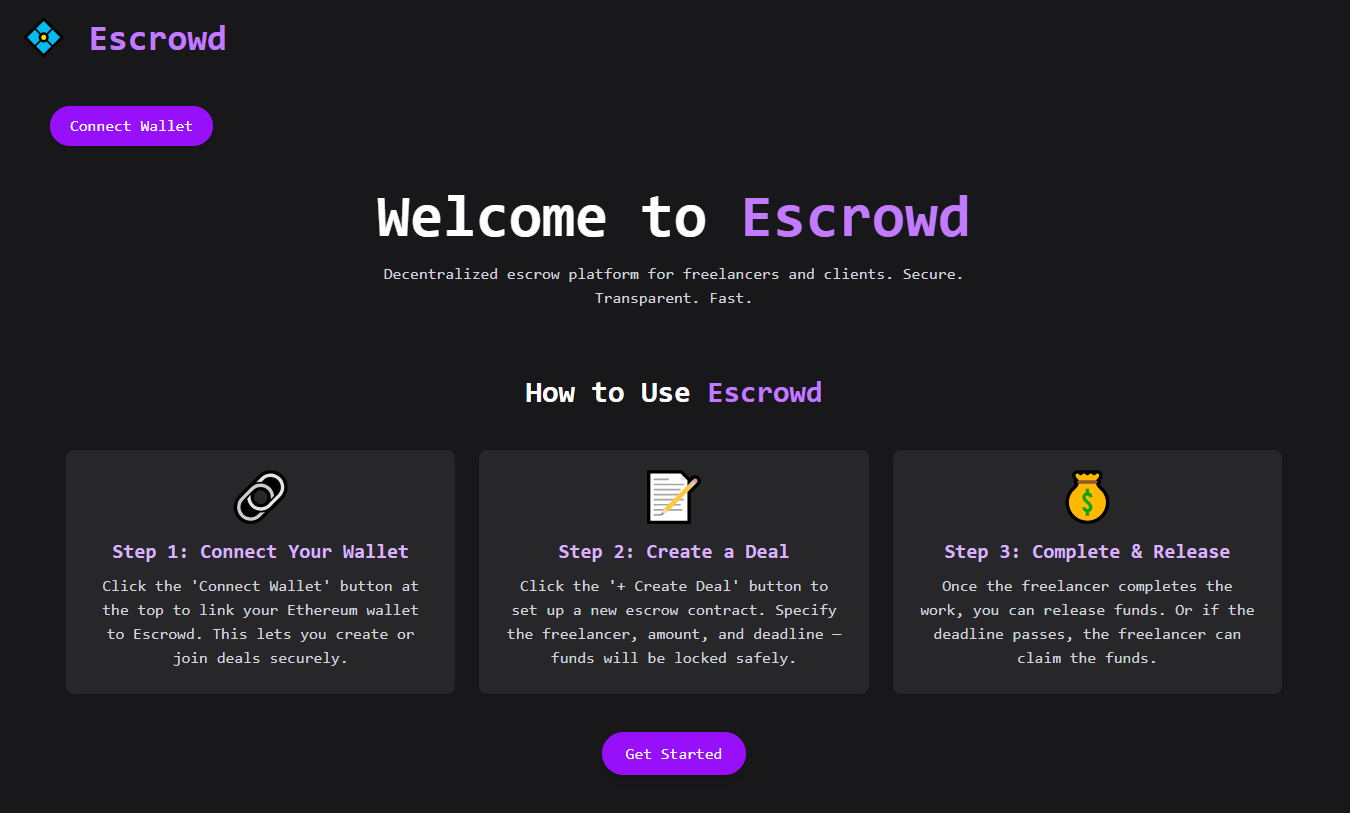 Escrowd
Connect Wallet
Welcome to Escrowd
Decentralized escrow platform for freelancers and clients. Secure.
Transparent. Fast.
How to Use Escrowd
Step 1: Connect Your Wallet
Click the 'Connect Wallet' button at
the top to link your Ethereum wallet
to Escrowd. This lets you create or
join deals securely.
Step 2: Create a Deal
Click the '+ Create Deal' button to
set up a new escrow contract. Specify
the freelancer, amount, and deadline —
funds will be locked safely.
Step 3: Complete & Release
Once the freelancer completes the
work, you can release funds. Or if the
deadline passes, the freelancer can
claim the funds.
Get Started